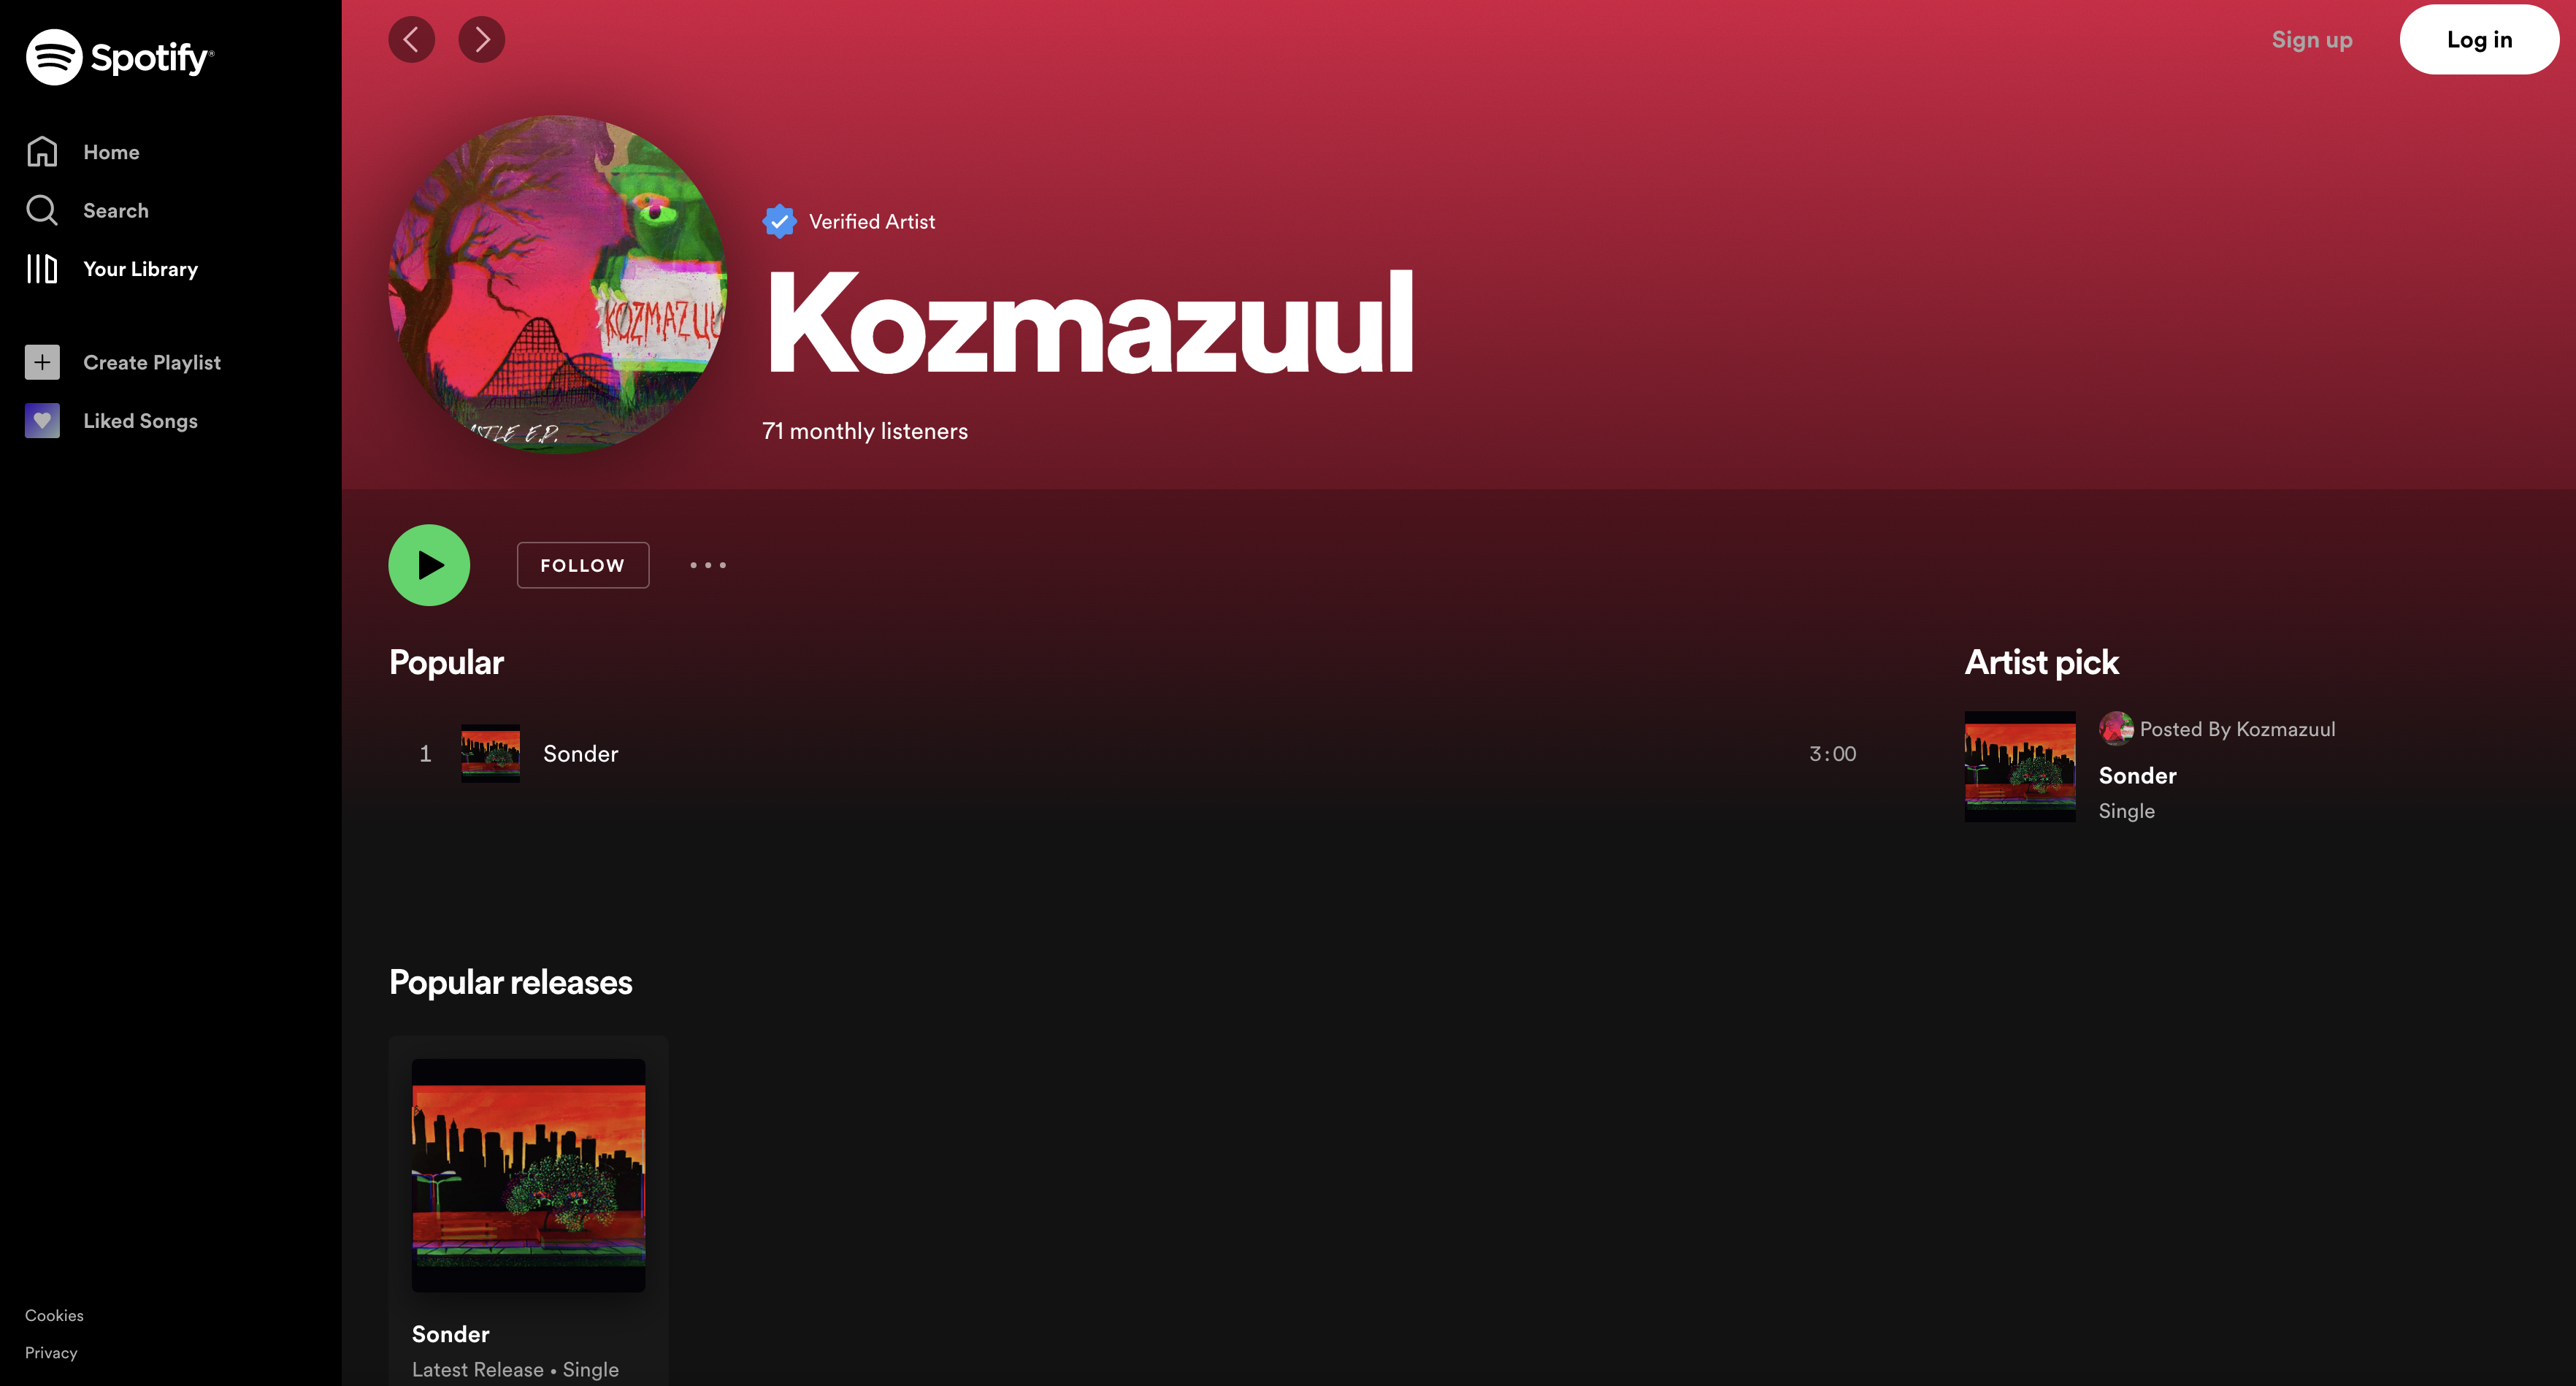 Spotify®
Home
Search
Your Library
Create Playlist
Liked Songs
Cookies
Privacy
Sign up
Log in
KOZMAZUU
E.P.
Verified Artist
Kozmazuul
71 monthly listeners
FOLLOW
Popular
1 Sonder 3:00
Artist pick
Posted By Kozmazuul
Sonder
Single
Popular releases
Sonder
Latest Release • Single